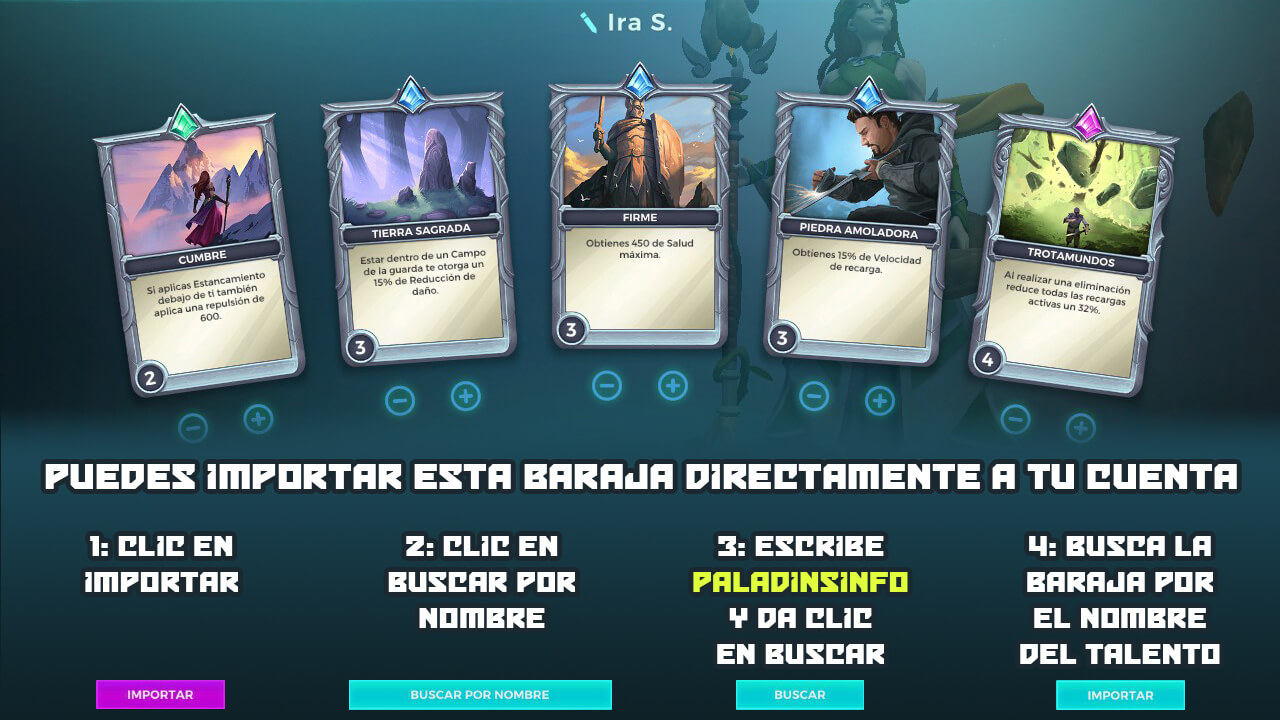 Ira S.
CUMBRE
Si aplicas Estancamiento
debajo de ti también
aplica una repulsión de
600.
2
TIERRA SAGRADA
Estar dentro de un Campo
de la guarda te otorga un
15% de Reducción de
daño.
3
FIRME
Obtienes 450 de Salud
máxima.
3
PIEDRA AMOLADORA
Obtienes 15% de Velocidad
de recarga.
3
TROTAMUNDOS
Al realizar una eliminación
reduce todas las recargas
activas un 32%.
4
PUEDES IMPORTAR ESTA BARAJA DIRECTAMENTE A TU CUENTA
1: CLIC EN
IMPORTAR
IMPORTAR
2: CLIC EN
BUSCAR POR
NOMBRE
BUSCAR POR NOMBRE
3: ESCRIBE
PALADINSINFO
Y DA CLIC
EN BUSCAR
BUSCAR
4: BUSCA LA
BARAJA POR
EL NOMBRE
DEL TALENTO
IMPORTAR